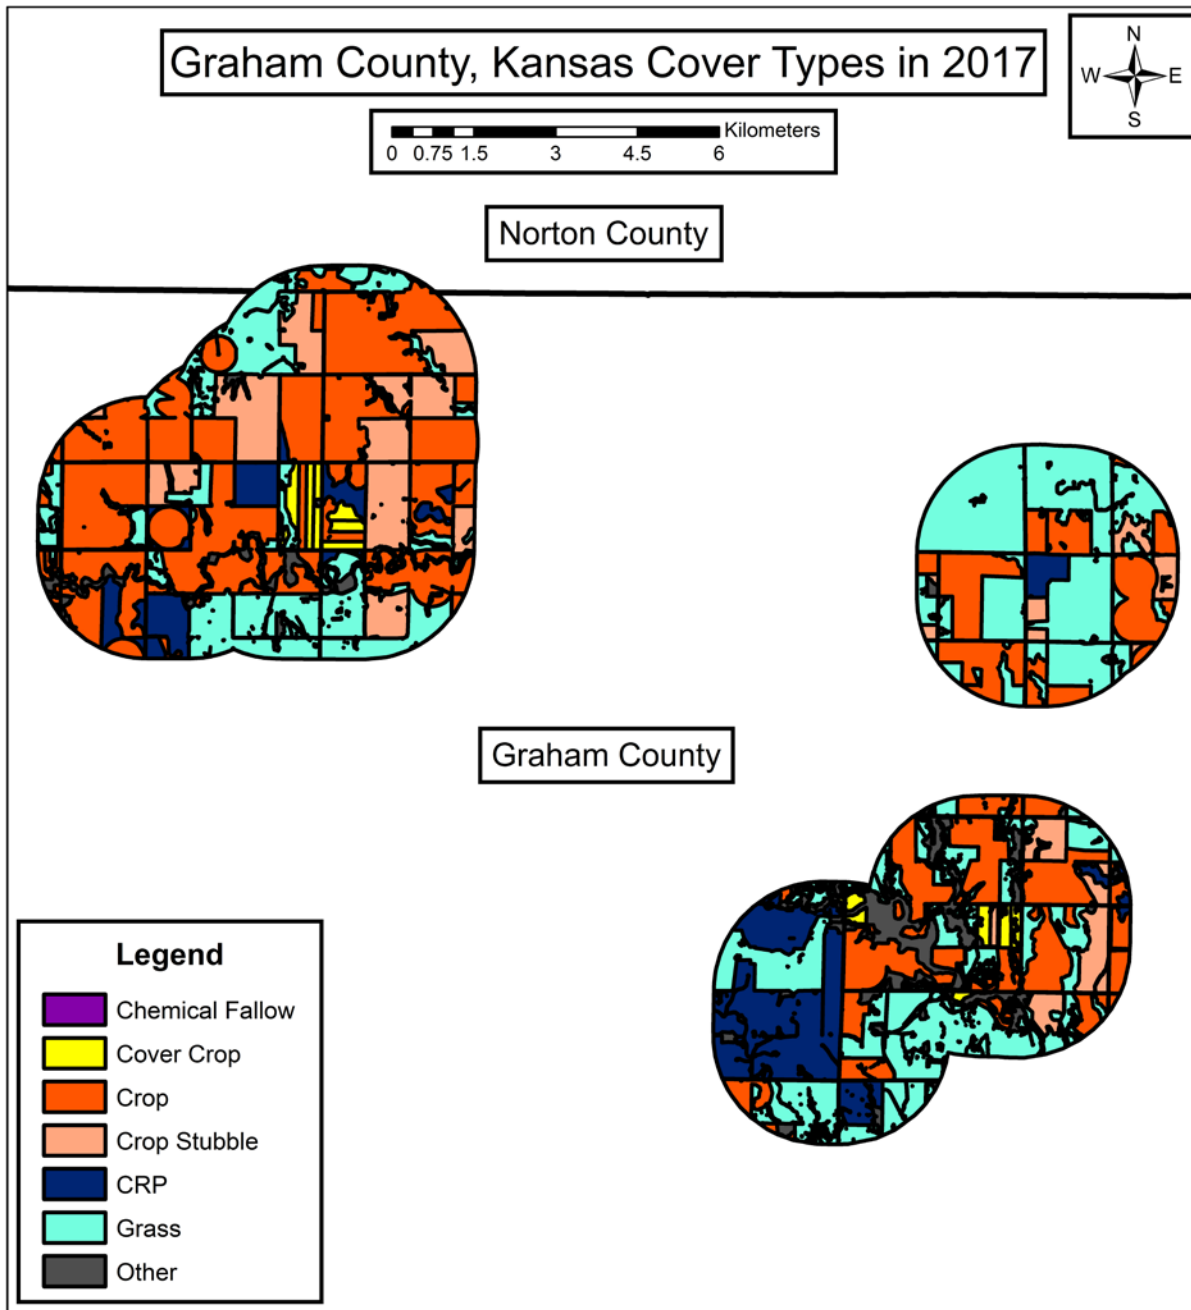 Graham County, Kansas Cover Types in 2017
N
W E
S
Kilometers
0 0.75 1.5 3 4.5 6
Norton County
Graham County
Legend
Chemical Fallow
Cover Crop
Crop
Crop Stubble
CRP
Grass
Other